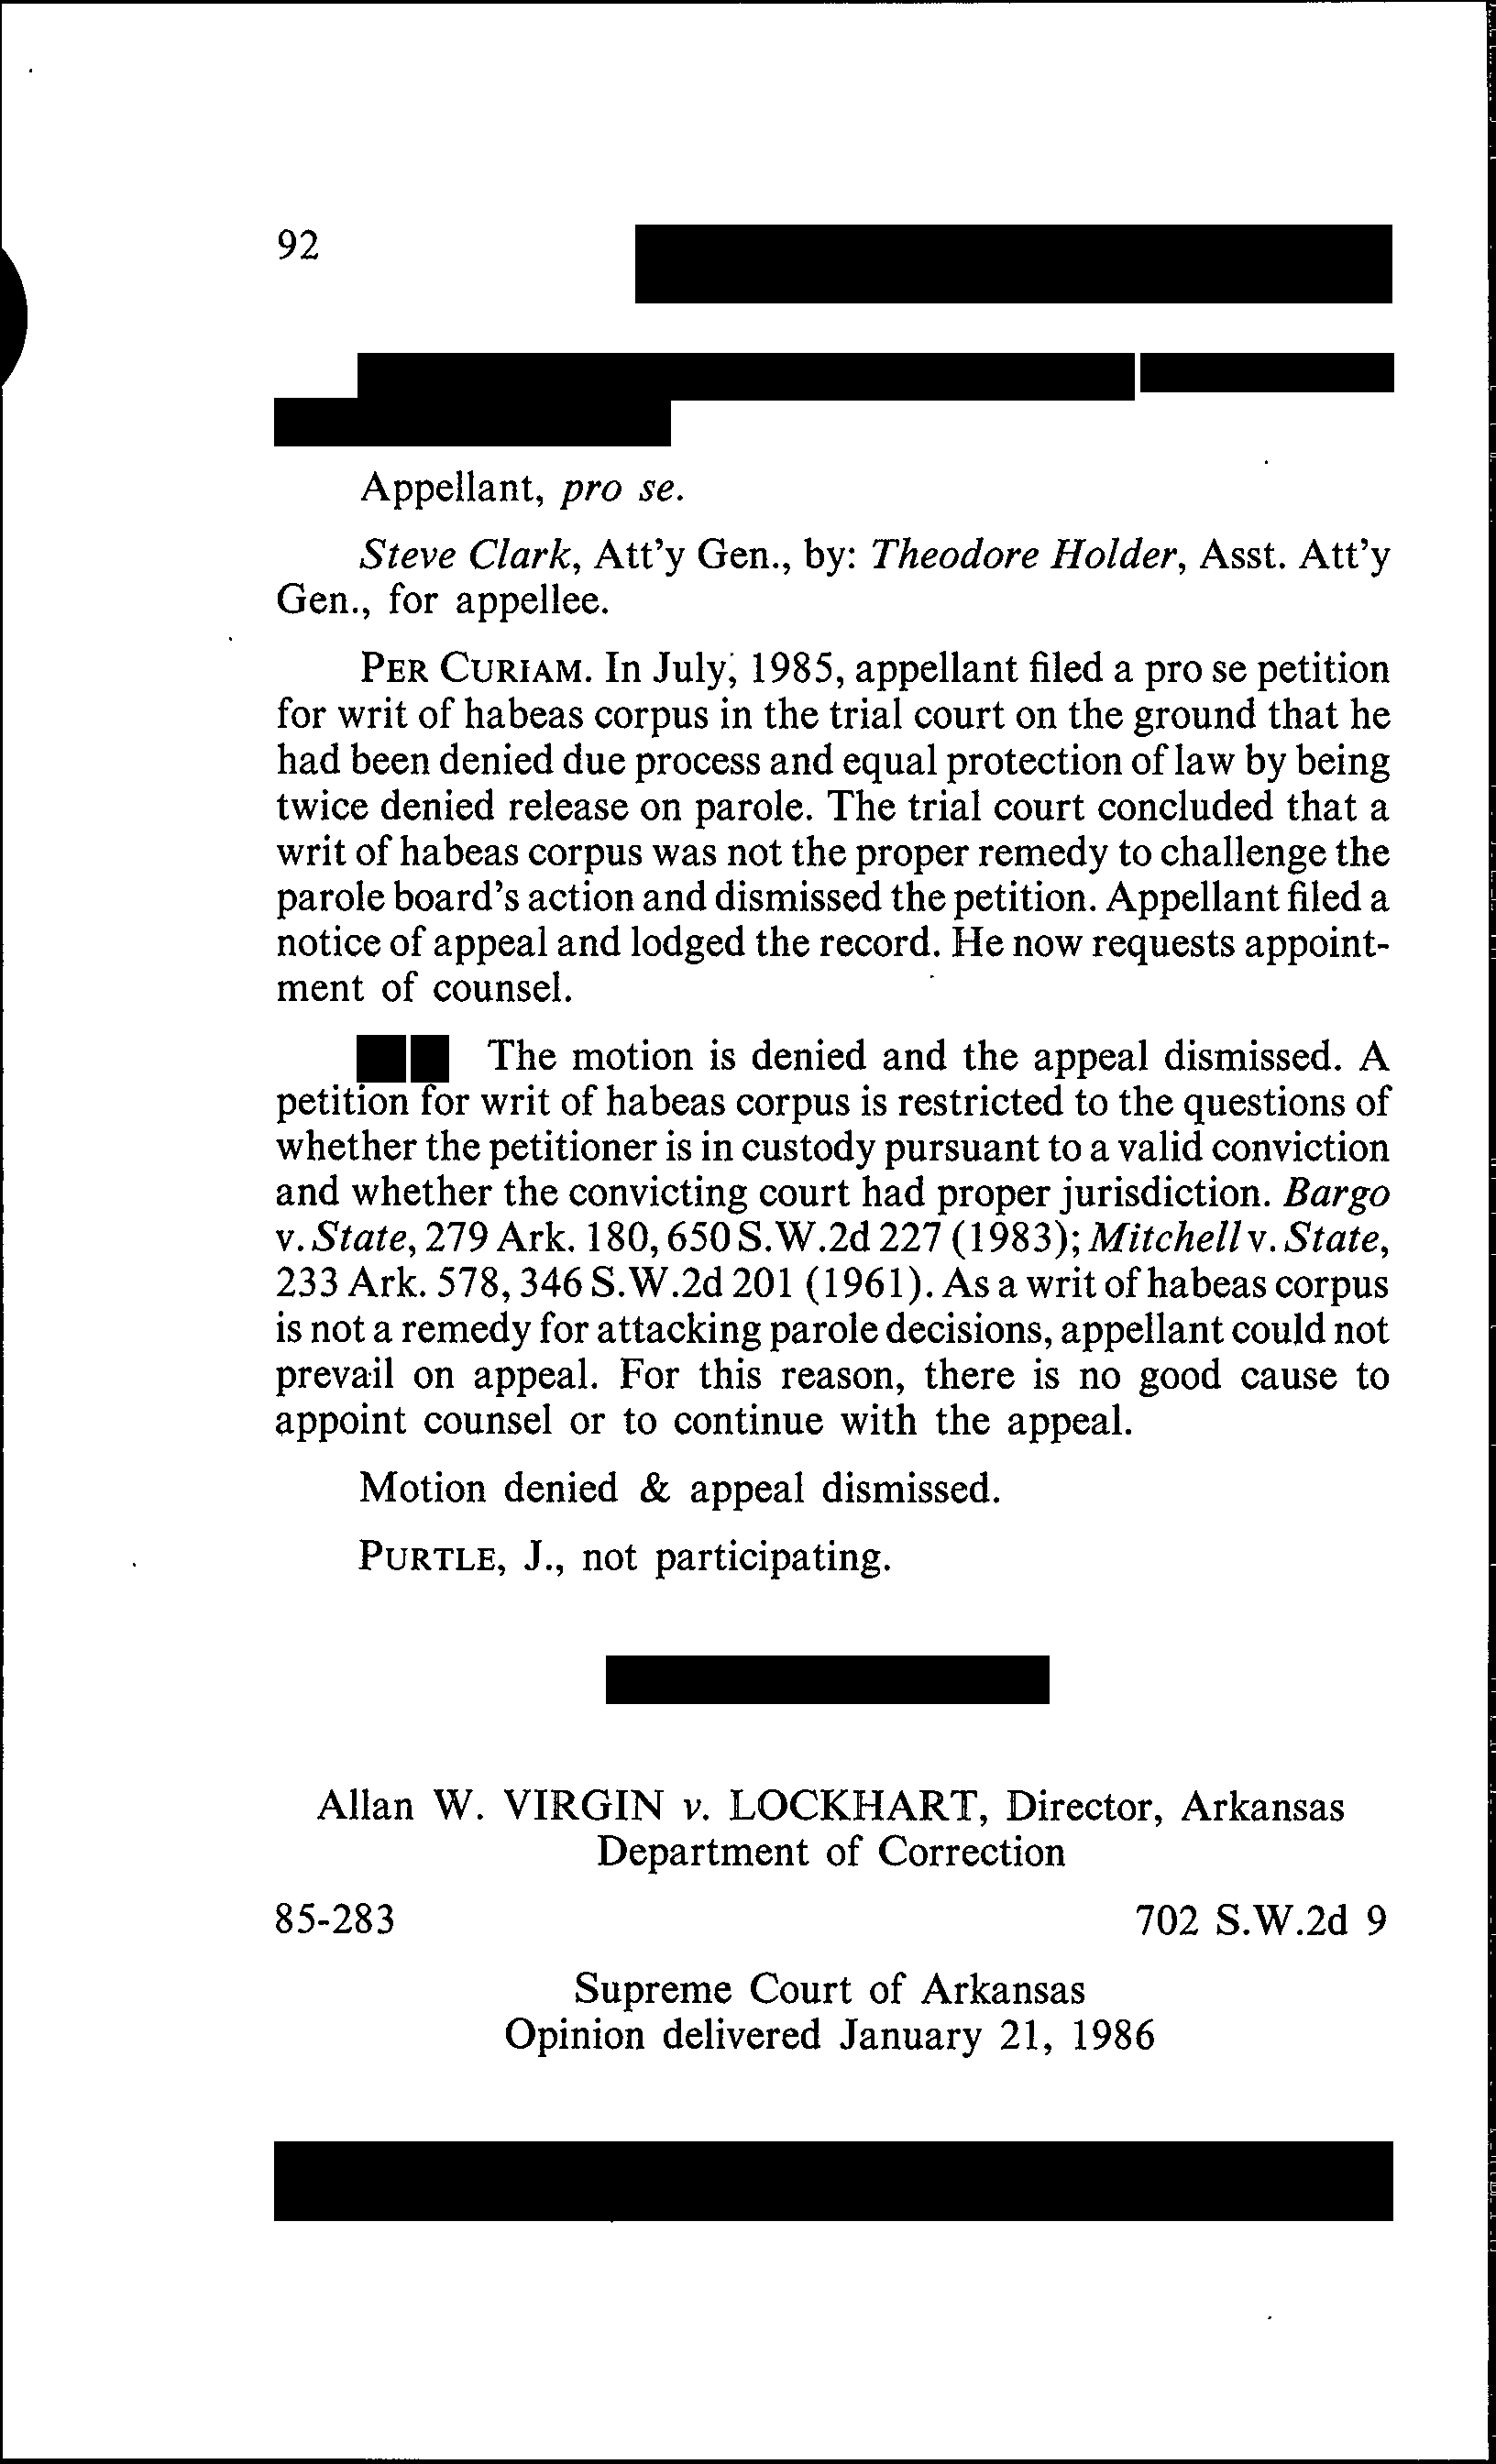 92
Appellant, pro se.
Steve Clark, Att'y Gen., by: Theodore Holder, Asst. Att'y
Gen., for appellee.
PER CURIAM. In July, 1985, appellant filed a pro se petition
for writ of habeas corpus in the trial court on the ground that he
had been denied due process and equal protection of law by being
twice denied release on parole. The trial court concluded that a
writ of habeas corpus was not the proper remedy to challenge the
parole board's action and dismissed the petition. Appellant filed a
notice of appeal and lodged the record. He now requests appoint-
ment of counsel.
The motion is denied and the appeal dismissed. A
petition for writ of habeas corpus is restricted to the questions of
whether the petitioner is in custody pursuant to a valid conviction
and whether the convicting court had proper jurisdiction. Bargo
v. State, 279 Ark. 180, 650 S.W.2d 227 (1983); Mitchell v. State,
233 Ark. 578, 346 S.W.2d 201 (1961). As a writ of habeas corpus
is not a remedy for attacking parole decisions, appellant could not
prevail on appeal. For this reason, there is no good cause to
appoint counsel or to continue with the appeal.
Motion denied & appeal dismissed.
PURTLE, J., not participating.
Allan W. VIRGIN v. LOCKHART, Director, Arkansas
Department of Correction
85-283 702 S.W.2d 9
Supreme Court of Arkansas
Opinion delivered January 21, 1986